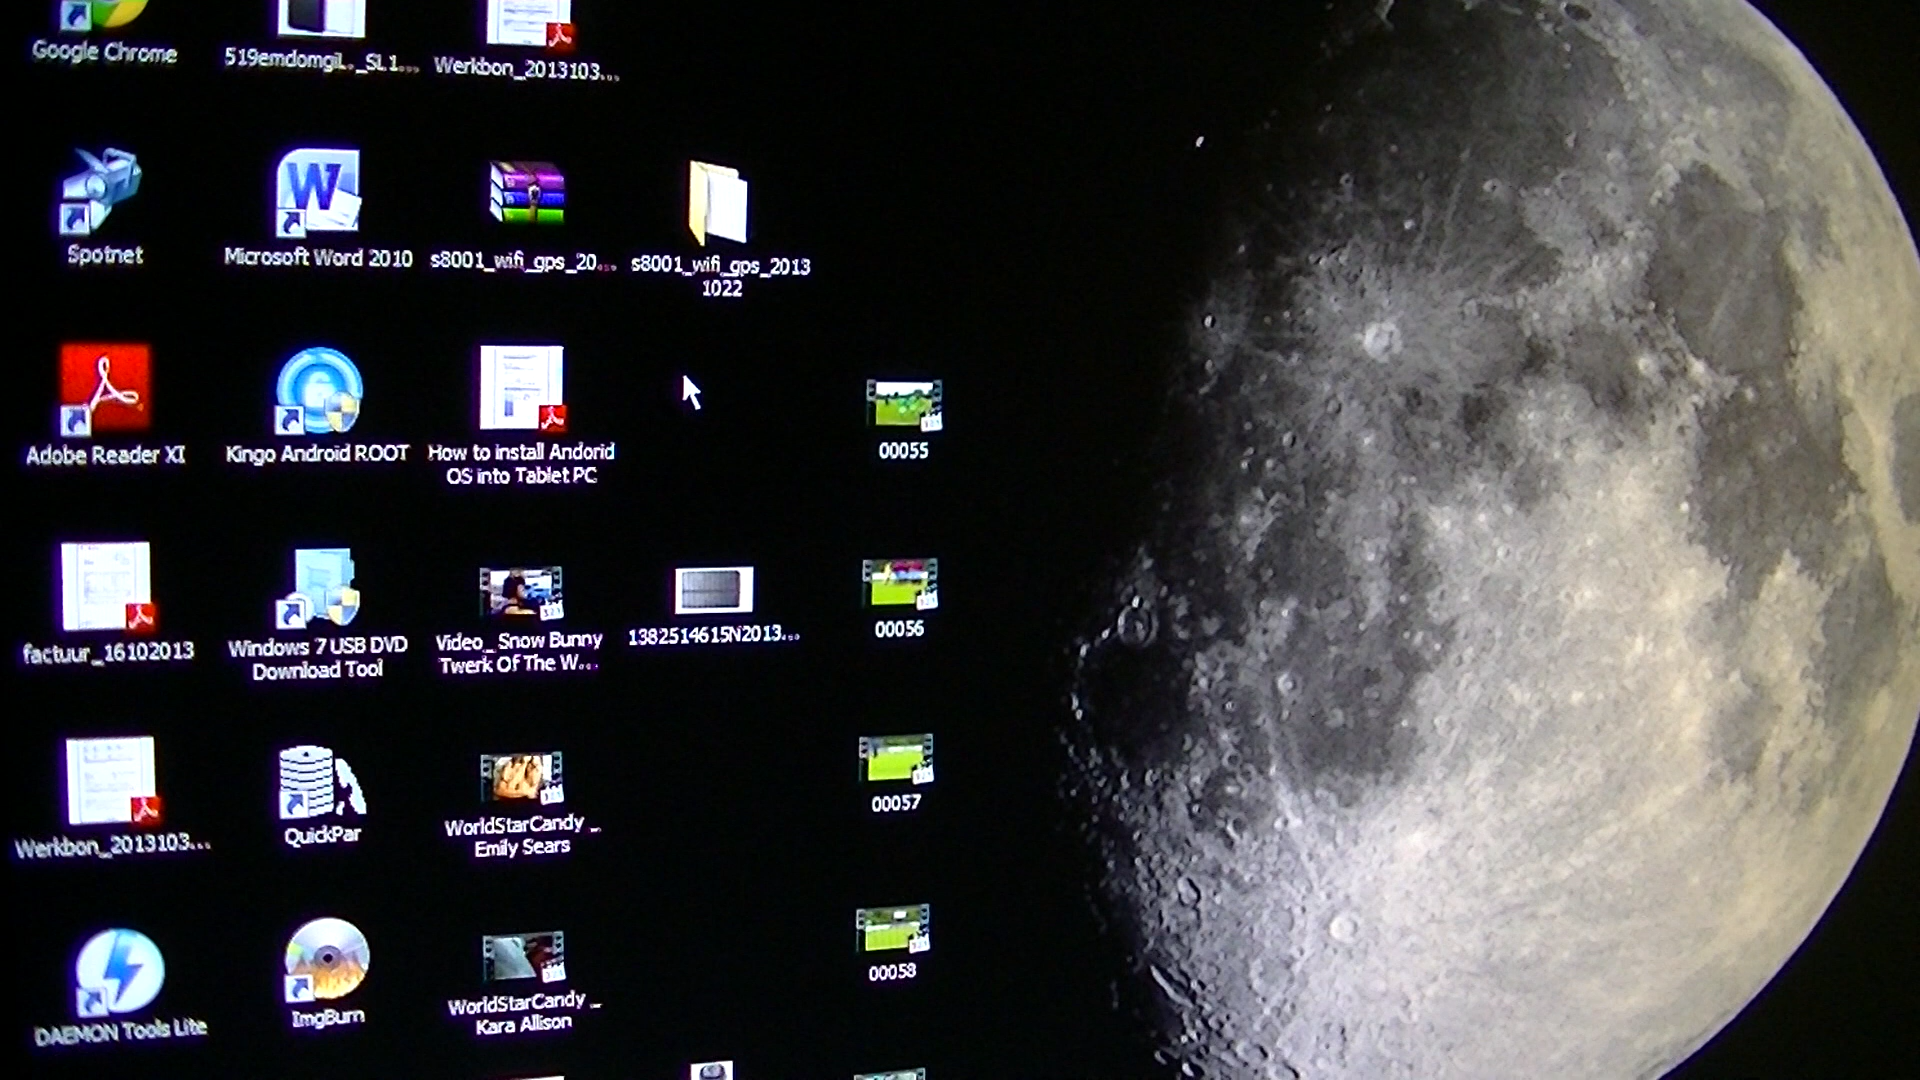 Google Chrome
519emdomgiL._SL1...
Werkbon_2013103...
Spotnet
Microsoft Word 2010
s8001_wifi_gps_20...
s8001_wifi_gps_2013
1022
Adobe Reader XI
Kingo Android ROOT
How to install Andorid
OS into Tablet PC
00055
factuur_16102013
Windows 7 USB DVD
Download Tool
Video_ Snow Bunny
Twerk Of The W...
1382514615N2013...
00056
Werkbon_2013103...
QuickPar
WorldStarCandy _
Emily Sears
00057
DAEMON Tools Lite
ImgBurn
WorldStarCandy _
Kara Allison
00058